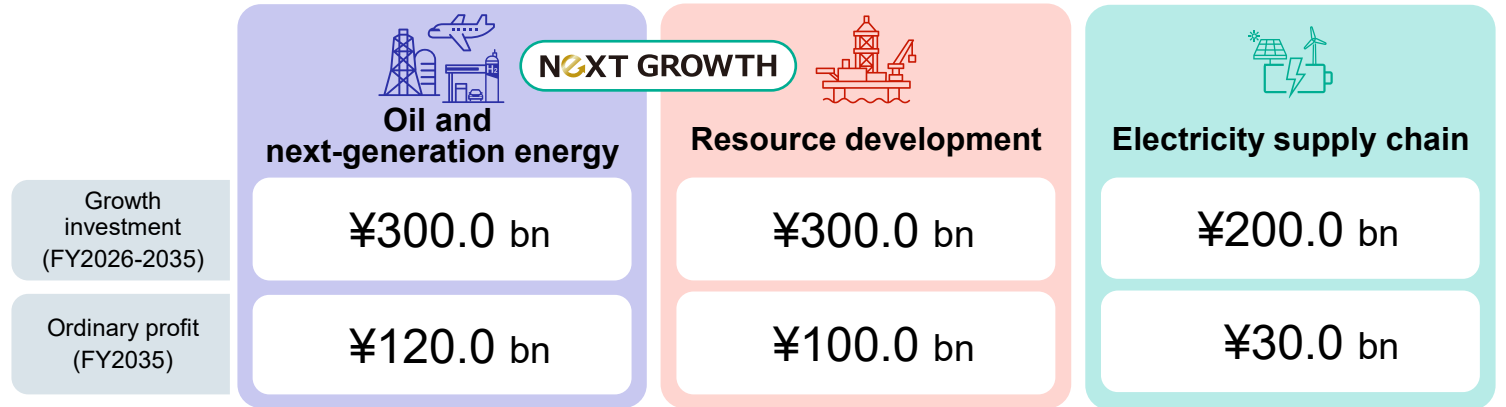 NEXT GROWTH
H2
Oil and
next-generation energy
Resource development
Electricity supply chain
Growth
investment
(FY2026-2035)
¥300.0 bn
¥300.0 bn
¥200.0 bn
Ordinary profit
(FY2035)
¥120.0 bn
¥100.0 bn
¥30.0 bn